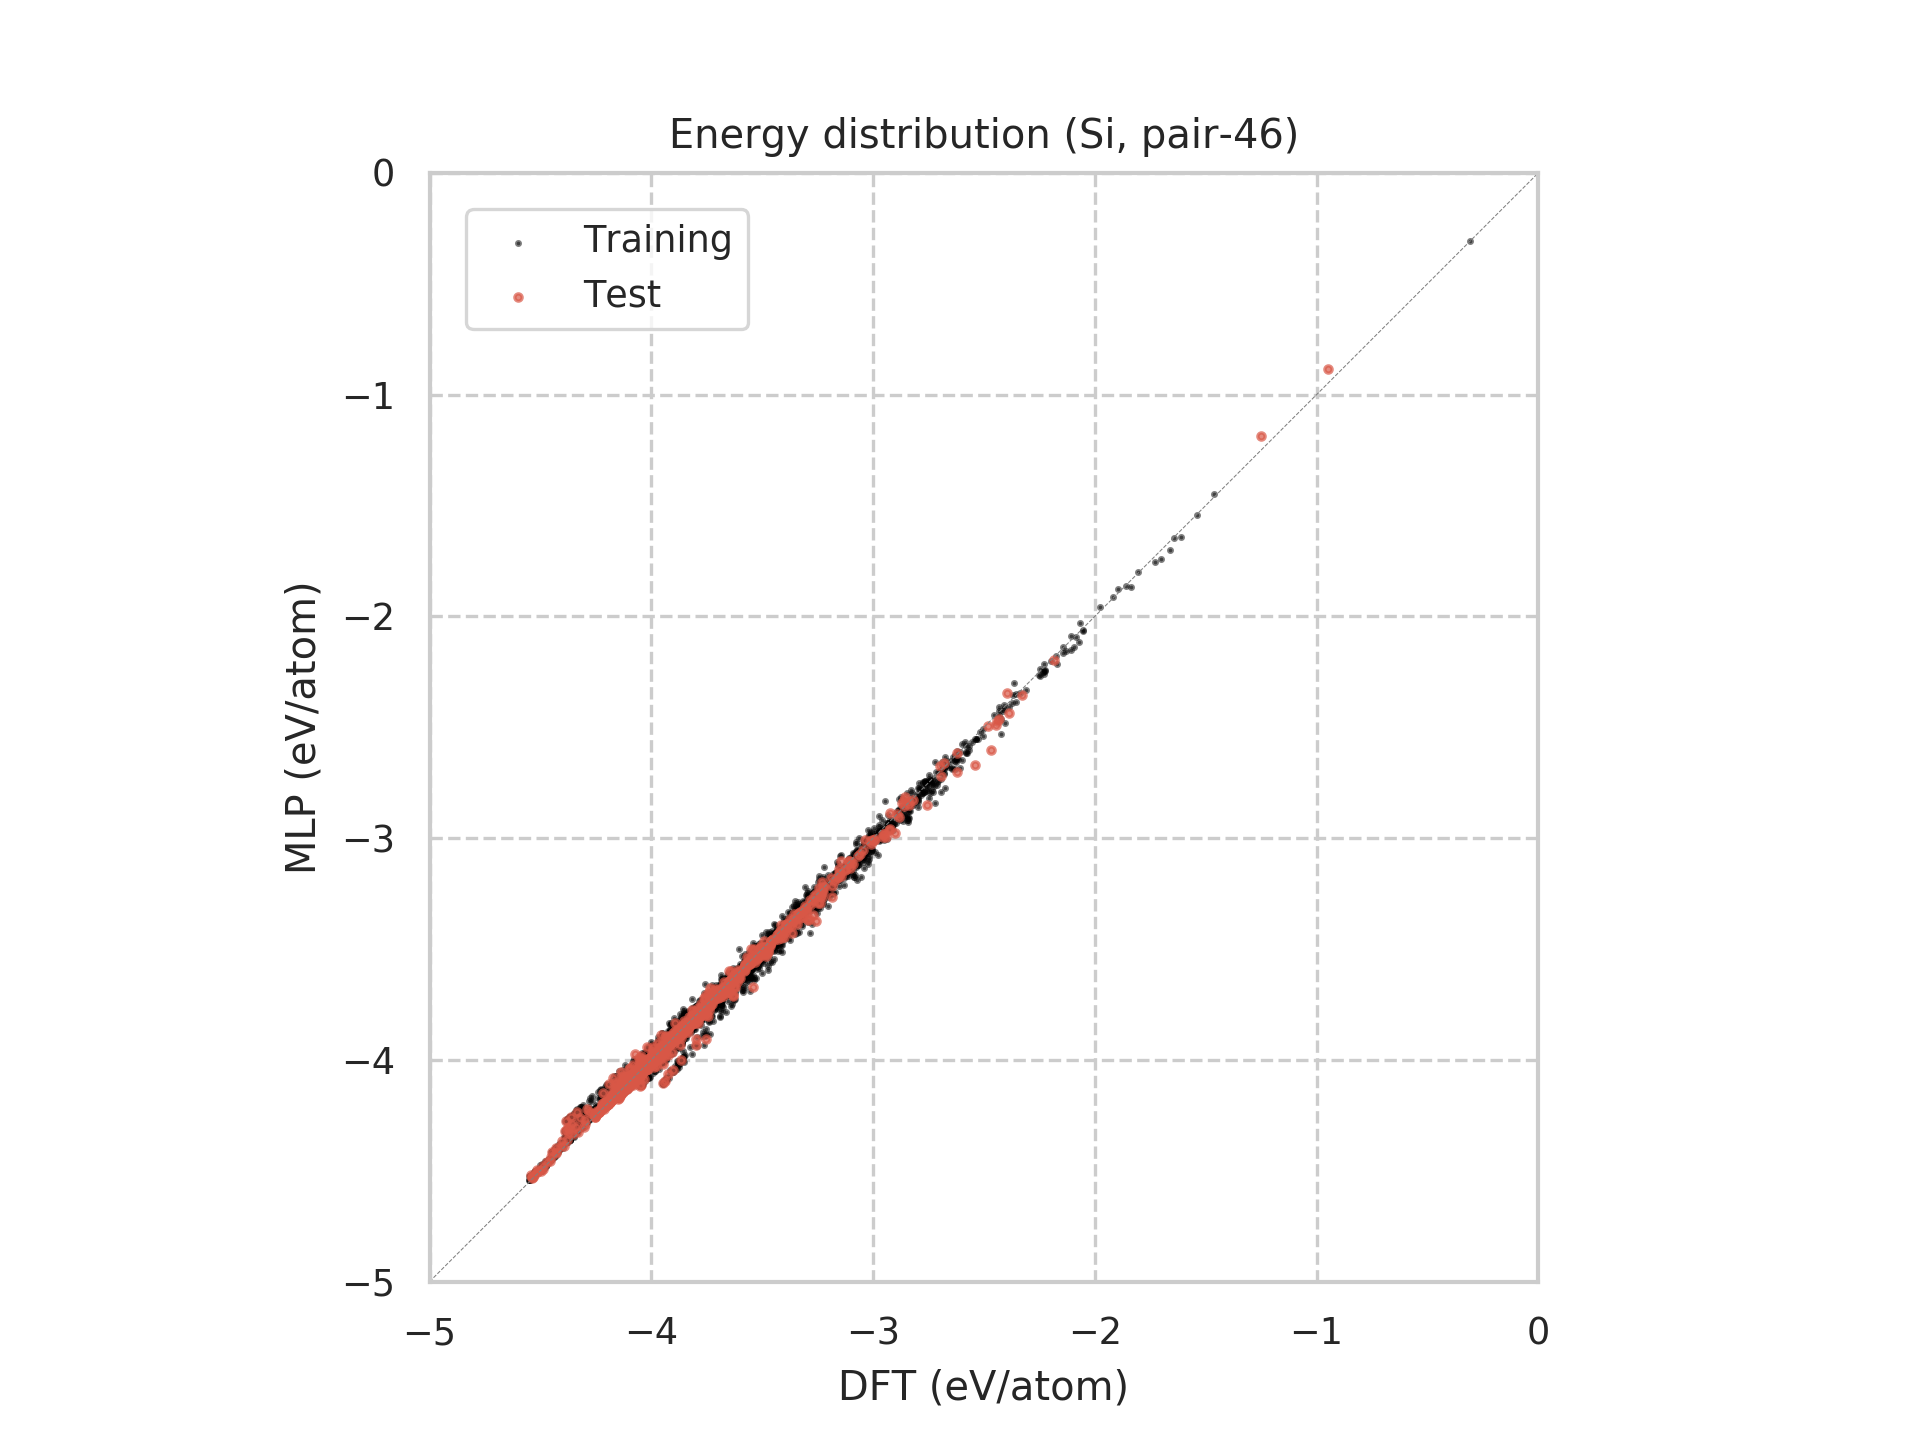 Energy distribution (Si, pair-46)
0
−1
−2
−3
−4
−5
MLP (eV/atom)
Training
Test
−5 −4 −3 −2 −1 0
DFT (eV/atom)